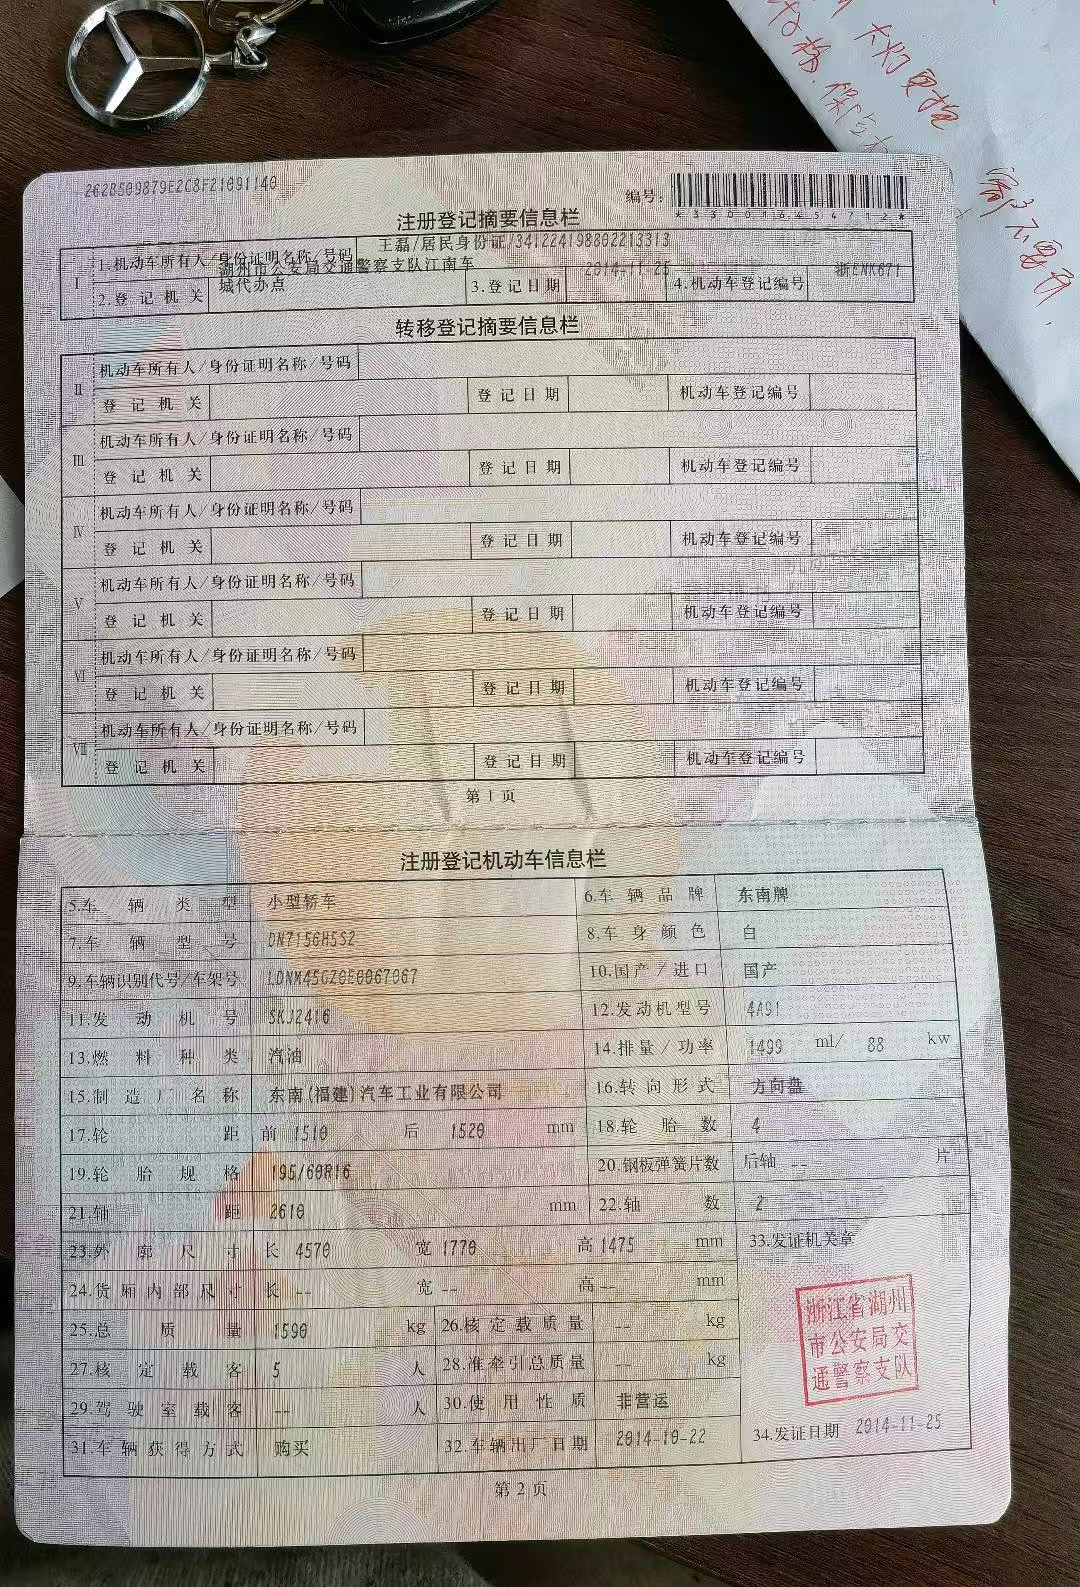 262B509879E2C8F21091140
编号：
*330016454712*
注册登记摘要信息栏
Ⅰ 1.机动车所有人/身份证明名称/号码 王磊/居民身份证/341224198802213313
湖州市公安局交通警察支队江南车
城代办点
2.登记机关 3.登记日期 2014-11-25 4.机动车登记编号 浙ENK671
转移登记摘要信息栏
Ⅱ 机动车所有人/身份证明名称/号码
登记机关 登记日期 机动车登记编号
Ⅲ 机动车所有人/身份证明名称/号码
登记机关 登记日期 机动车登记编号
Ⅳ 机动车所有人/身份证明名称/号码
登记机关 登记日期 机动车登记编号
Ⅴ 机动车所有人/身份证明名称/号码
登记机关 登记日期 机动车登记编号
Ⅵ 机动车所有人/身份证明名称/号码
登记机关 登记日期 机动车登记编号
Ⅶ 机动车所有人/身份证明名称/号码
登记机关 登记日期 机动车登记编号
第1页
注册登记机动车信息栏
5.车辆类型 小型轿车 6.车辆品牌 东南牌
7.车辆型号 DN7156H5S2 8.车身颜色 白
9.车辆识别代号/车架号 LDNM45GZ0E0067067 10.国产/进口 国产
11.发动机号 SKJ2416 12.发动机型号 4A91
13.燃料种类 汽油 14.排量/功率 1499 ml/ 88 kw
15.制造厂名称 东南(福建)汽车工业有限公司 16.转向形式 方向盘
17.轮距 前 1510 后 1520 mm 18.轮胎数 4
19.轮胎规格 195/60R16 20.钢板弹簧片数 后轴 -- 片
21.轴距 2610 mm 22.轴数 2
23.外廓尺寸 长 4570 宽 1770 高 1475 mm 33.发证机关章
24.货厢内部尺寸 长 -- 宽 -- 高 -- mm
25.总质量 1590 kg 26.核定载质量 -- kg
27.核定载客 5 人 28.准牵引总质量 -- kg
29.驾驶室载客 -- 人 30.使用性质 非营运
31.车辆获得方式 购买 32.车辆出厂日期 2014-10-22 34.发证日期 2014-11-25
浙江省湖州
市公安局交
通警察支队
第2页
大灯更换